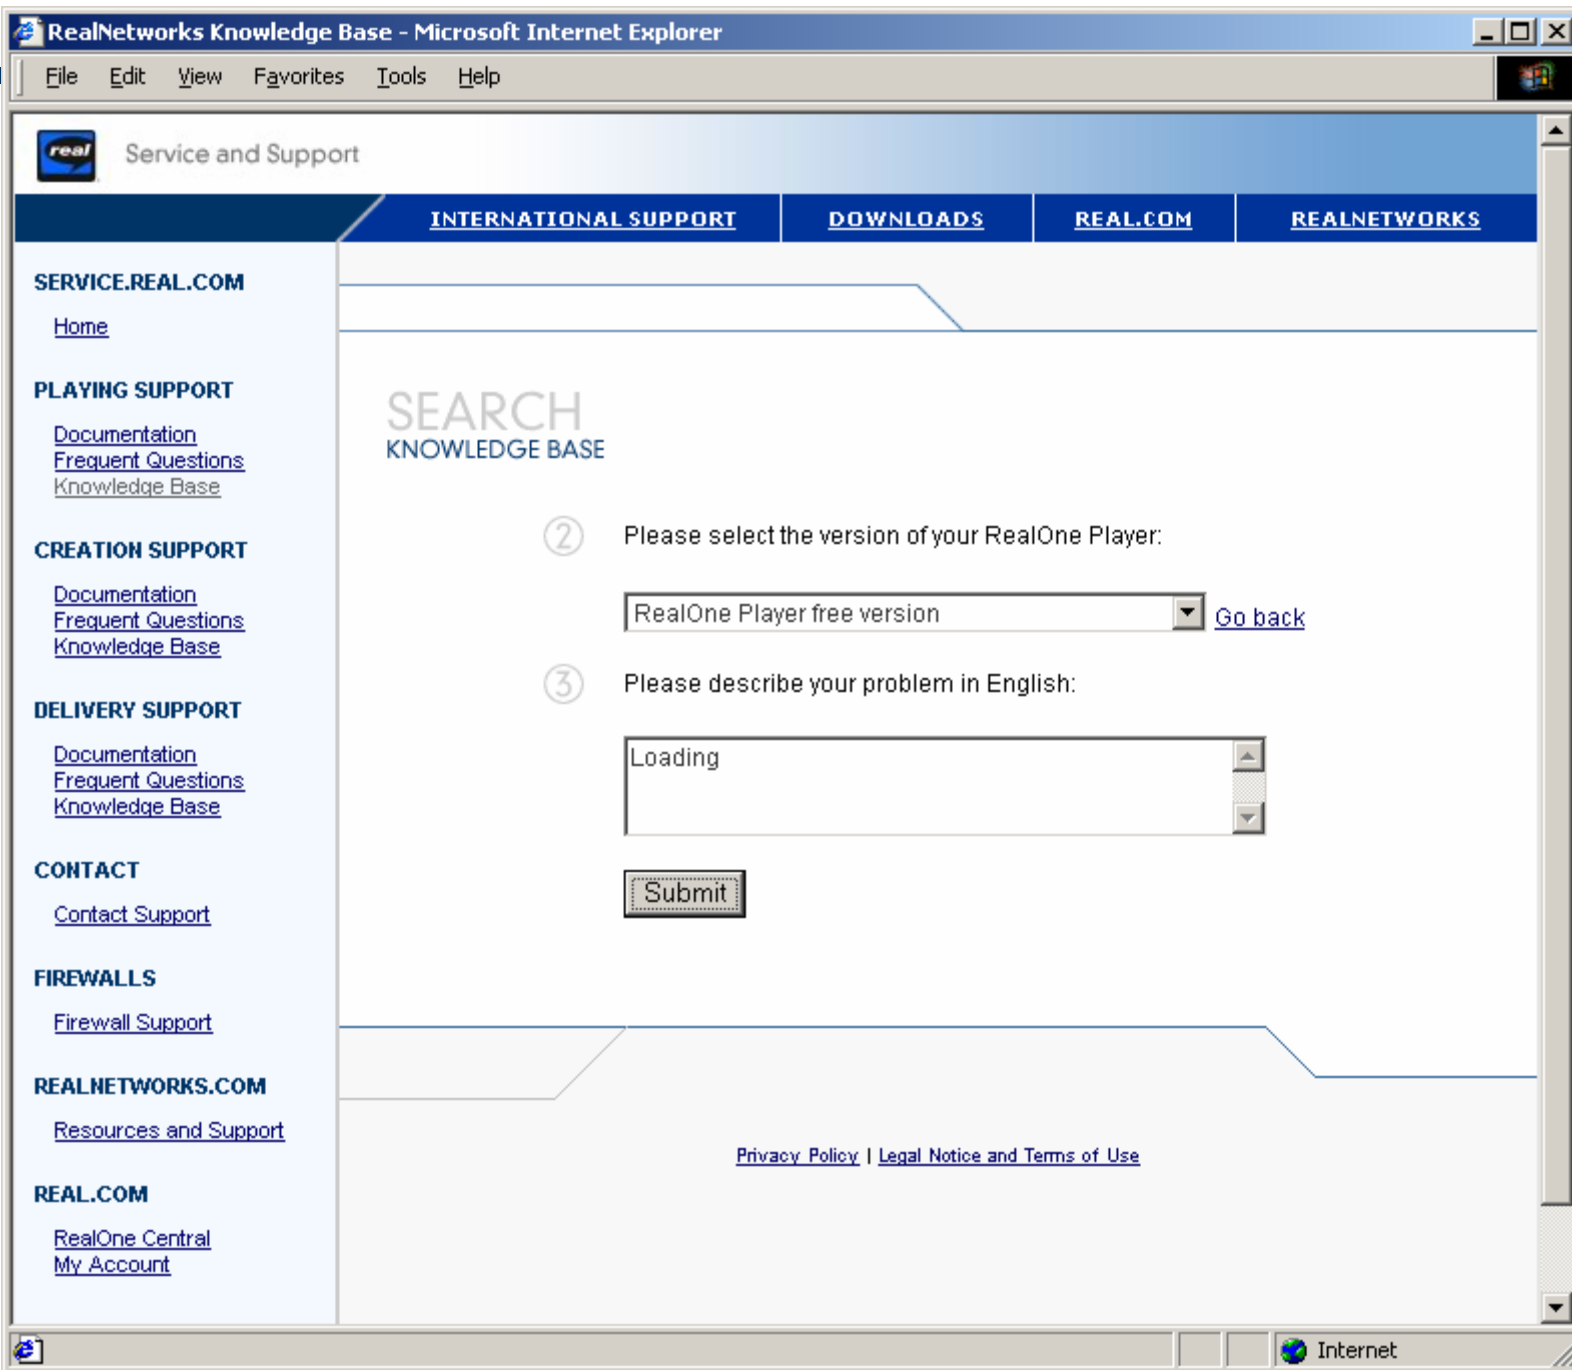 RealNetworks Knowledge Base - Microsoft Internet Explorer
File Edit View Favorites Tools Help
real Service and Support
INTERNATIONAL SUPPORT DOWNLOADS REAL.COM REALNETWORKS
SERVICE.REAL.COM
Home
PLAYING SUPPORT
Documentation
Frequent Questions
Knowledge Base
CREATION SUPPORT
Documentation
Frequent Questions
Knowledge Base
DELIVERY SUPPORT
Documentation
Frequent Questions
Knowledge Base
CONTACT
Contact Support
FIREWALLS
Firewall Support
REALNETWORKS.COM
Resources and Support
REAL.COM
RealOne Central
My Account
SEARCH
KNOWLEDGE BASE
2 Please select the version of your RealOne Player:
RealOne Player free version Go back
3 Please describe your problem in English:
Loading
Submit
Privacy Policy | Legal Notice and Terms of Use
Internet